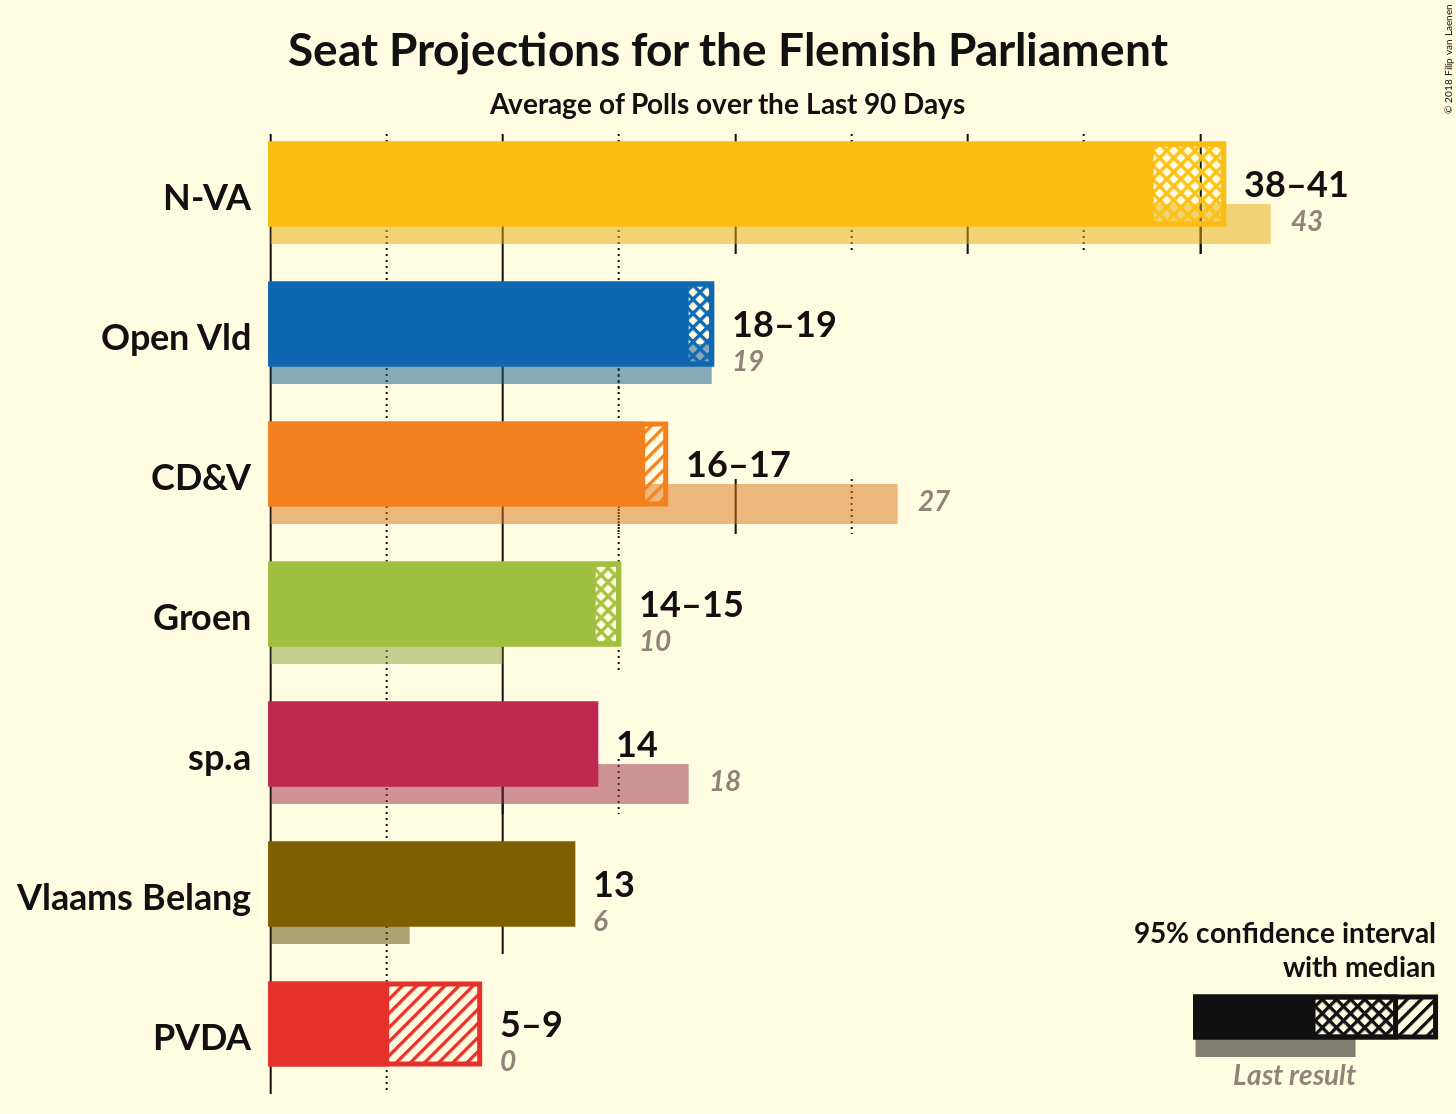 Seat Projections for the Flemish Parliament
Average of Polls over the Last 90 Days
© 2018 Filip van Laenen
N-VA
38–41
43
Open Vld
18–19
19
CD&V
16–17
27
Groen
14–15
10
sp.a
14
18
Vlaams Belang
13
6
PVDA
5–9
0
95% confidence interval
with median
Last result